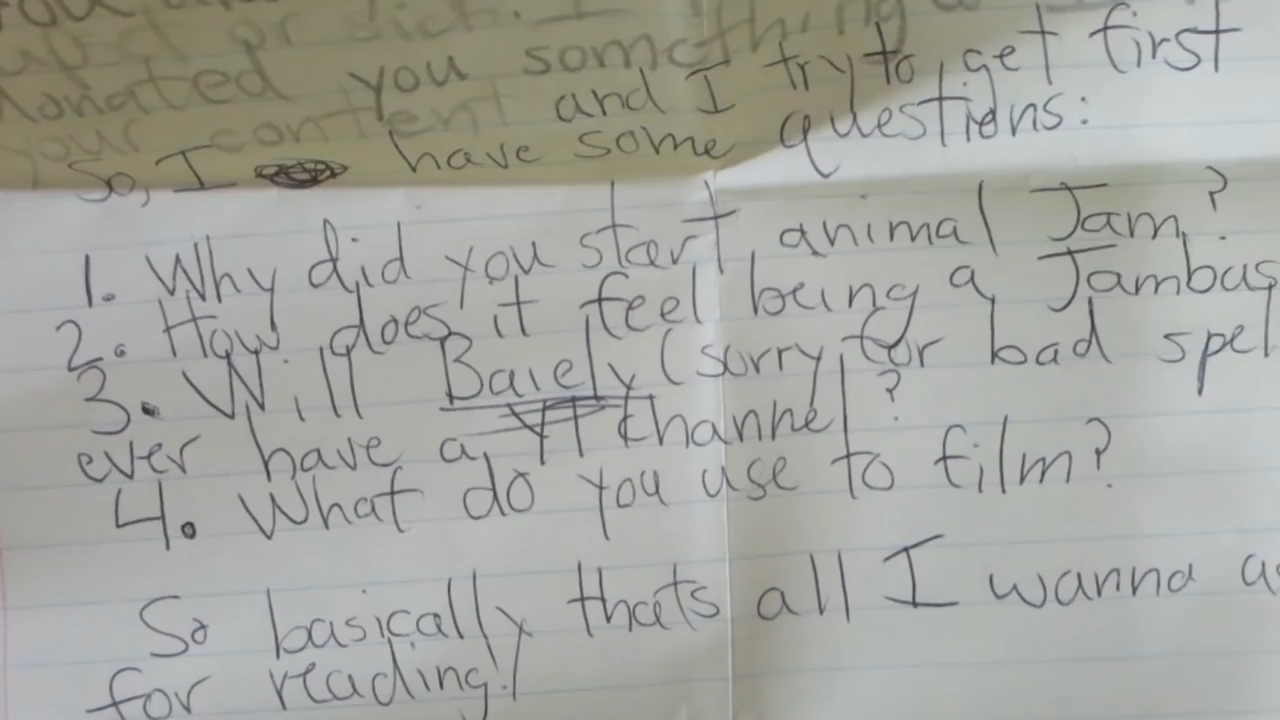 donated you something
your content and I try to get first
So, I have some questions:
1. Why did you start animal Jam?
2. How does it feel being a Jambas
3. Will Baiely (sorry for bad spel
ever have a YT channel?
4. What do you use to film?
So basically thats all I wanna a
for reading!